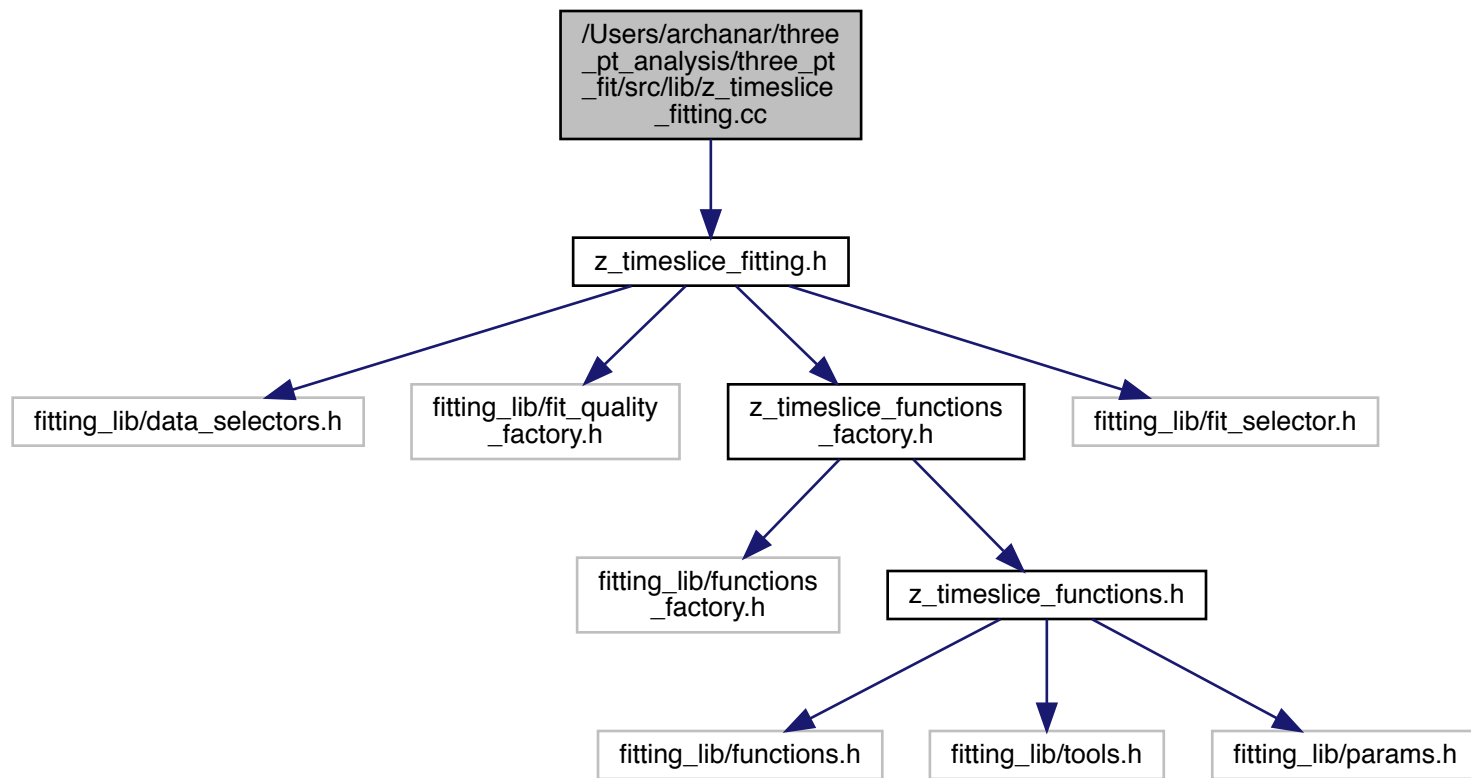 /Users/archanar/three
_pt_analysis/three_pt
_fit/src/lib/z_timeslice
_fitting.cc
z_timeslice_fitting.h
fitting_lib/data_selectors.h
fitting_lib/fit_quality
_factory.h
z_timeslice_functions
_factory.h
fitting_lib/fit_selector.h
fitting_lib/functions
_factory.h
z_timeslice_functions.h
fitting_lib/functions.h
fitting_lib/tools.h
fitting_lib/params.h